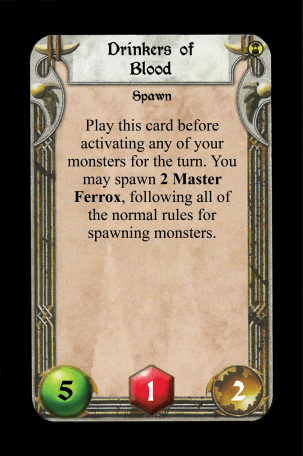 Drinkers of
Blood
Spawn
Play this card before
activating any of your
monsters for the turn. You
may spawn 2 Master
Ferrox, following all of
the normal rules for
spawning monsters.
5 1 2